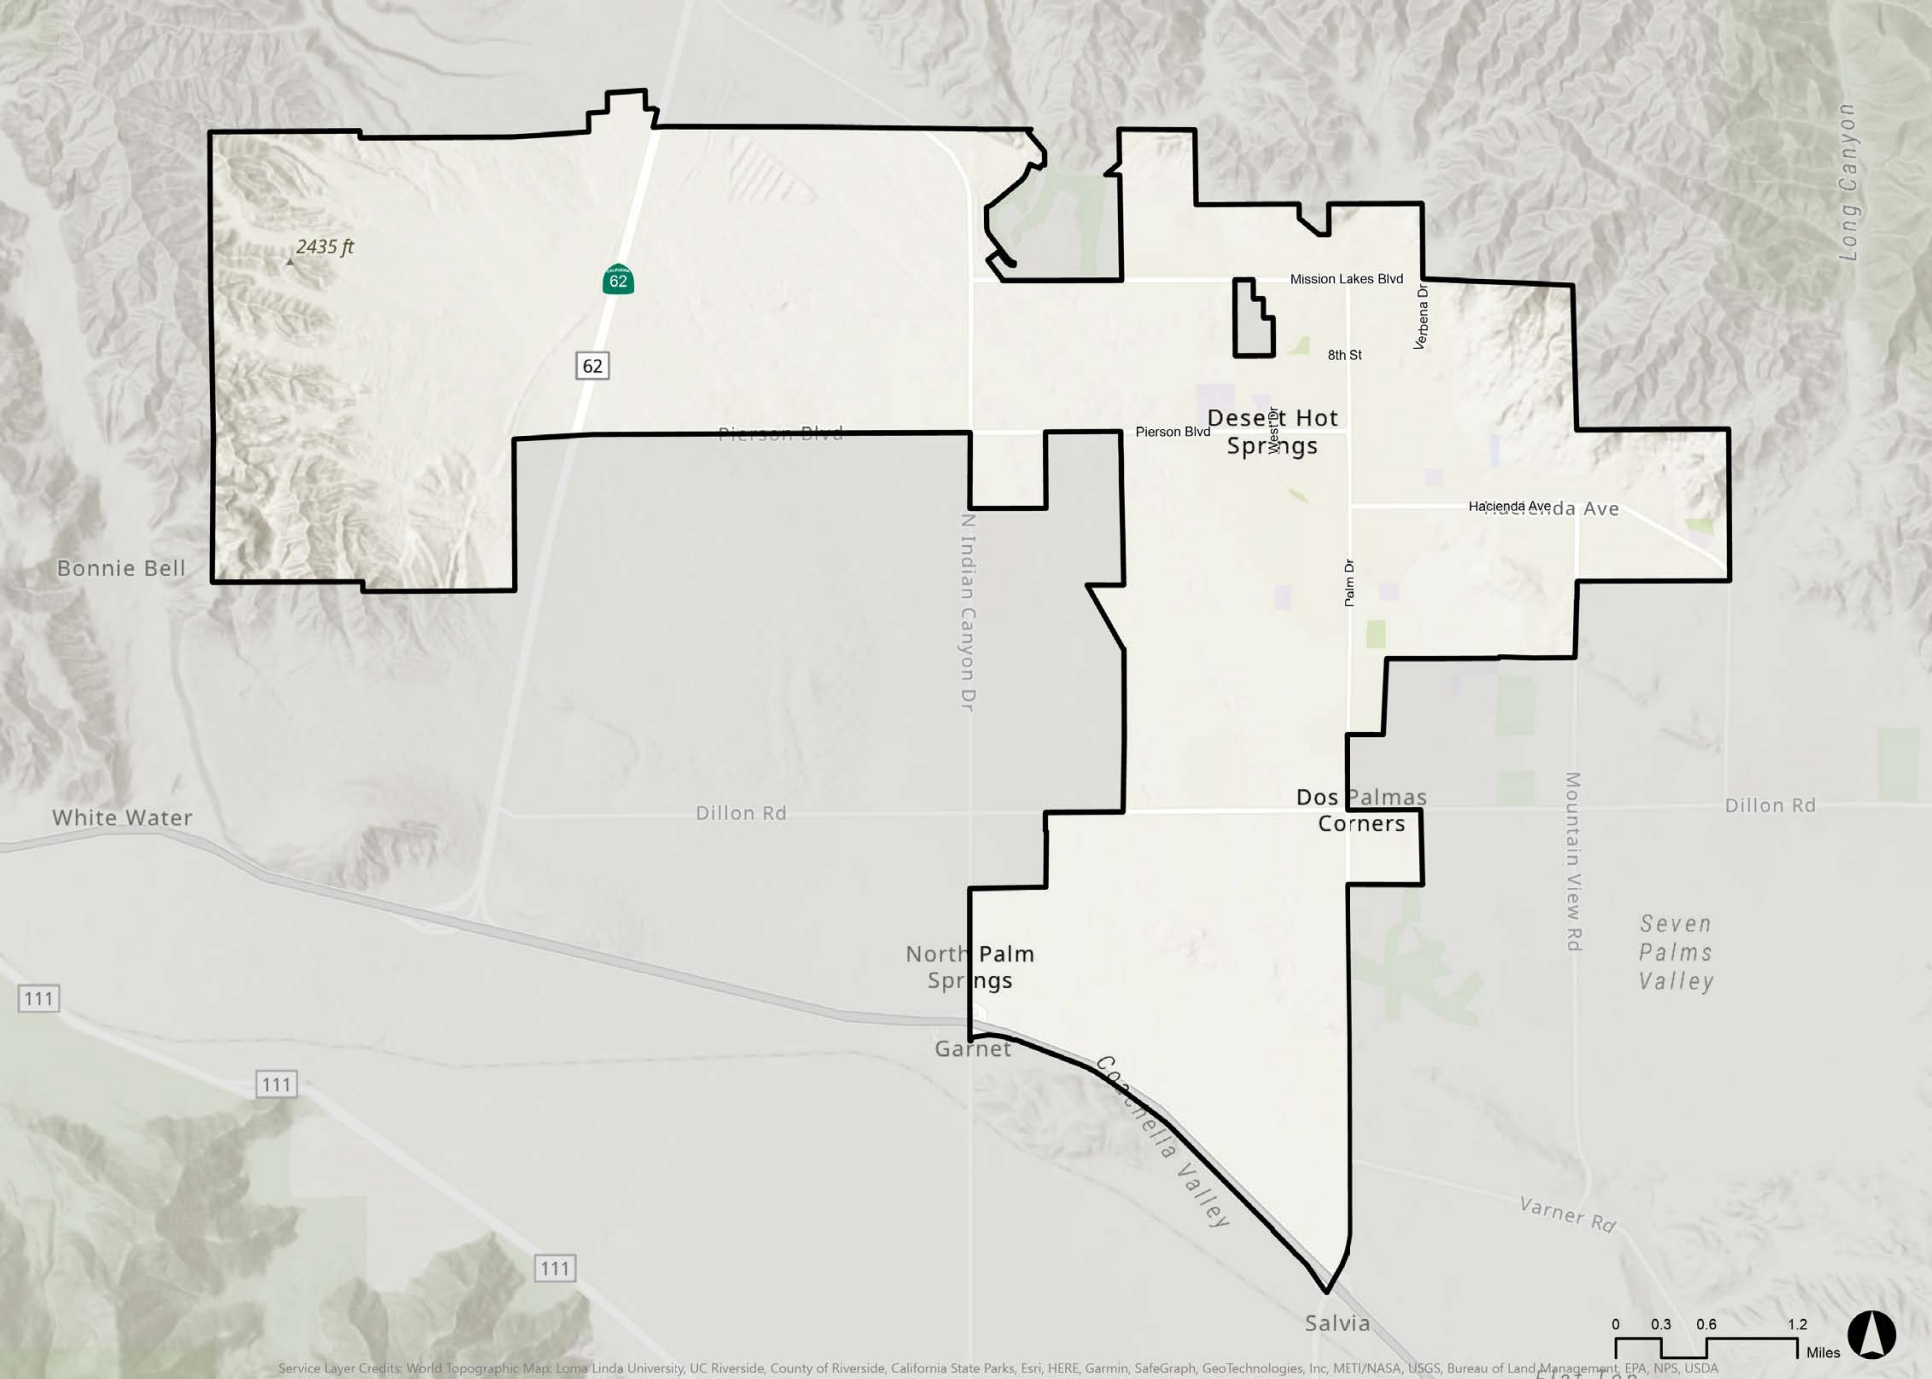 Long Canyon
2435 ft
CALIFORNIA
62
Mission Lakes Blvd
Verbena Dr
62
8th St
Desert Hot
Springs
West Dr
Pierson Blvd
Pierson Blvd
Hacienda Ave
Hacienda Ave
N Indian Canyon Dr
Bonnie Bell
Palm Dr
Dos Palmas
Corners
White Water
Dillon Rd
Dillon Rd
Mountain View Rd
North Palm
Springs
Seven
Palms
Valley
111
Garnet
Coachella Valley
111
Varner Rd
111
Salvia
0 0.3 0.6 1.2
Miles
Service Layer Credits: World Topographic Map: Loma Linda University, UC Riverside, County of Riverside, California State Parks, Esri, HERE, Garmin, SafeGraph, GeoTechnologies, Inc, METI/NASA, USGS, Bureau of Land Management, EPA, NPS, USDA
Flat Top